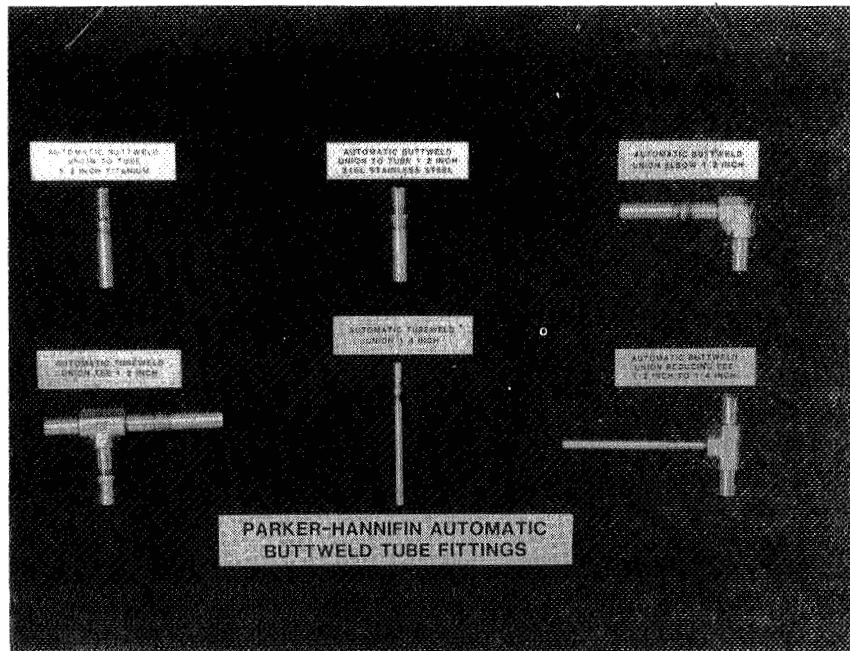 AUTOMATIC BUTTWELD
UNION TO TUBE
1/2 INCH TITANIUM
AUTOMATIC BUTTWELD
UNION TO TUBE 1/2 INCH
316L STAINLESS STEEL
AUTOMATIC BUTTWELD
UNION ELBOW 1/2 INCH
AUTOMATIC TUBEWELD
UNION TEE 1/2 INCH
AUTOMATIC TUBEWELD
UNION 1/4 INCH
AUTOMATIC BUTTWELD
UNION REDUCING TEE
1/2 INCH TO 1/4 INCH
PARKER-HANNIFIN AUTOMATIC
BUTTWELD TUBE FITTINGS